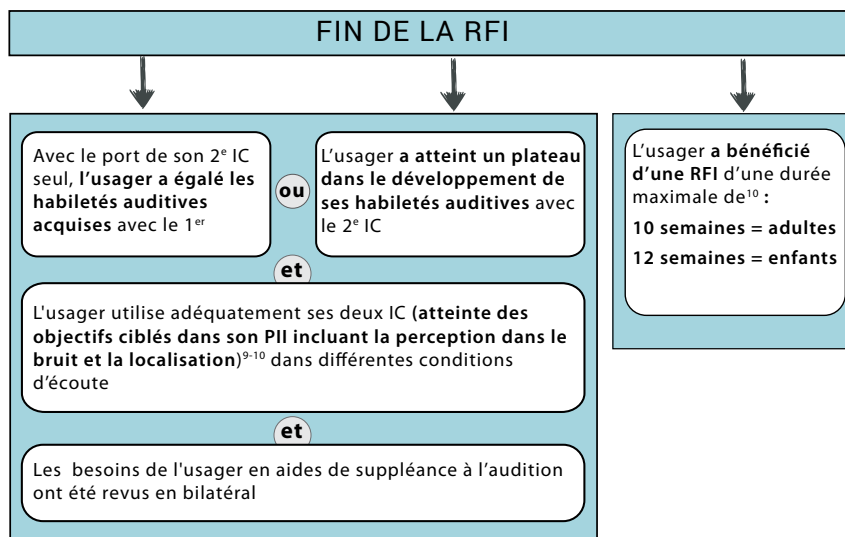 FIN DE LA RFI
Avec le port de son 2e IC
seul, l'usager a égalé les
habiletés auditives
acquises avec le 1er
ou
L'usager a atteint un plateau
dans le développement de
ses habiletés auditives avec
le 2e IC
et
L'usager utilise adéquatement ses deux IC (atteinte des
objectifs ciblés dans son PII incluant la perception dans le
bruit et la localisation)9-10 dans différentes conditions
d'écoute
et
Les besoins de l'usager en aides de suppléance à l'audition
ont été revus en bilatéral
L'usager a bénéficié
d'une RFI d'une durée
maximale de10 :
10 semaines = adultes
12 semaines = enfants